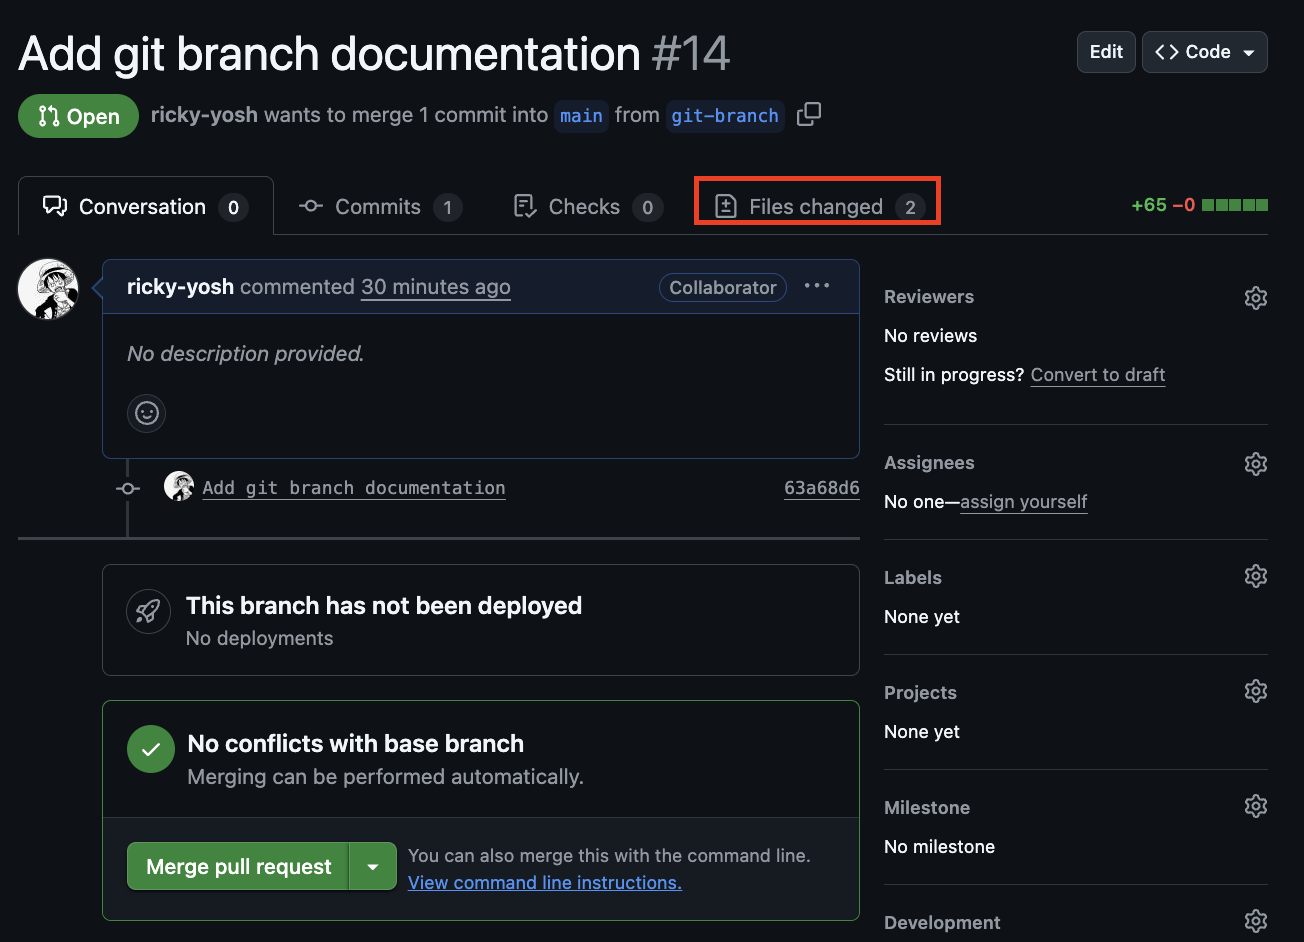 Add git branch documentation #14
Edit
Code
Open
ricky-yosh wants to merge 1 commit into main from git-branch
Conversation 0
Commits 1
Checks 0
Files changed 2
+65 −0
ricky-yosh commented 30 minutes ago
Collaborator
No description provided.
Add git branch documentation
63a68d6
This branch has not been deployed
No deployments
No conflicts with base branch
Merging can be performed automatically.
Merge pull request
You can also merge this with the command line.
View command line instructions.
Reviewers
No reviews
Still in progress? Convert to draft
Assignees
No one—assign yourself
Labels
None yet
Projects
None yet
Milestone
No milestone
Development